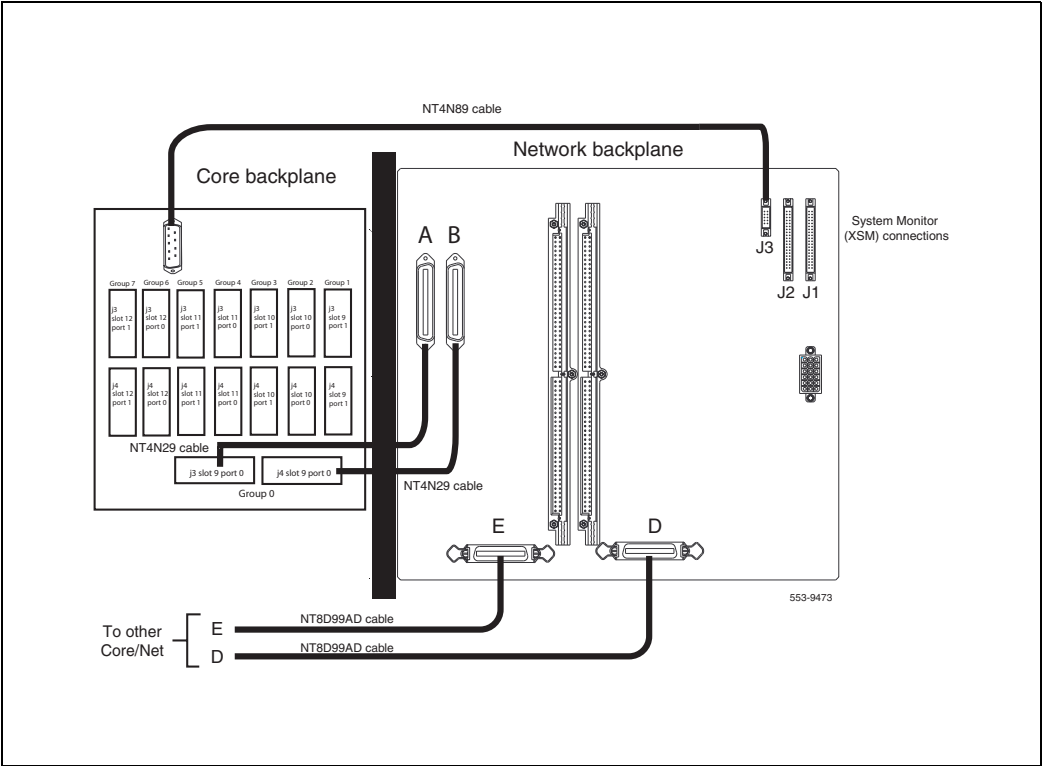 NT4N89 cable
Core backplane
Network backplane
A B
J3
J2 J1
System Monitor
(XSM) connections
Group 7 Group 6 Group 5 Group 4 Group 3 Group 2 Group 1
j3
slot 12
port 1
j3
slot 12
port 0
j3
slot 11
port 1
j3
slot 11
port 0
j3
slot 10
port 1
j3
slot 10
port 0
j3
slot 9
port 1
j4
slot 12
port 1
j4
slot 12
port 0
j4
slot 11
port 1
j4
slot 11
port 0
j4
slot 10
port 1
j4
slot 10
port 0
j4
slot 9
port 1
NT4N29 cable
j3 slot 9 port 0
j4 slot 9 port 0
Group 0
NT4N29 cable
E
D
553-9473
To other
Core/Net
E
NT8D99AD cable
D
NT8D99AD cable